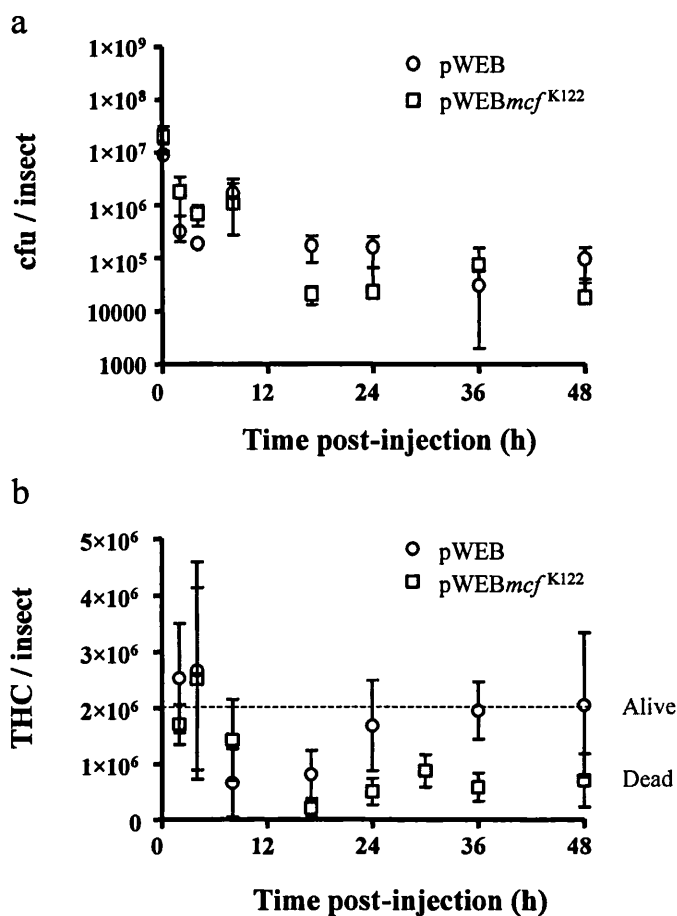 a
1×10⁹
1×10⁸
1×10⁷
1×10⁶
1×10⁵
10000
1000
cfu / insect
pWEB
pWEBmcf K122
0 12 24 36 48
Time post-injection (h)
b
5×10⁶
4×10⁶
3×10⁶
2×10⁶
1×10⁶
0
THC / insect
pWEB
pWEBmcf K122
Alive
Dead
0 12 24 36 48
Time post-injection (h)